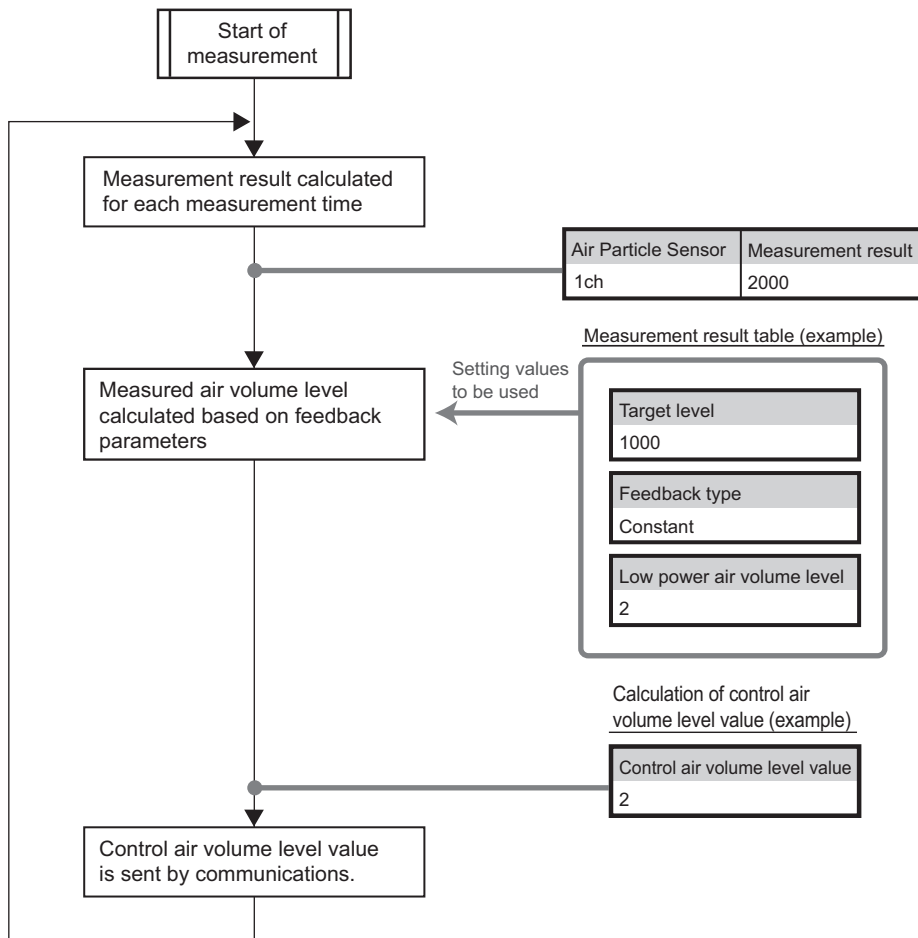 Start of
measurement
Measurement result calculated
for each measurement time
Air Particle Sensor
Measurement result
1ch
2000
Measurement result table (example)
Setting values
to be used
Measured air volume level
calculated based on feedback
parameters
Target level
1000
Feedback type
Constant
Low power air volume level
2
Calculation of control air
volume level value (example)
Control air volume level value
2
Control air volume level value
is sent by communications.